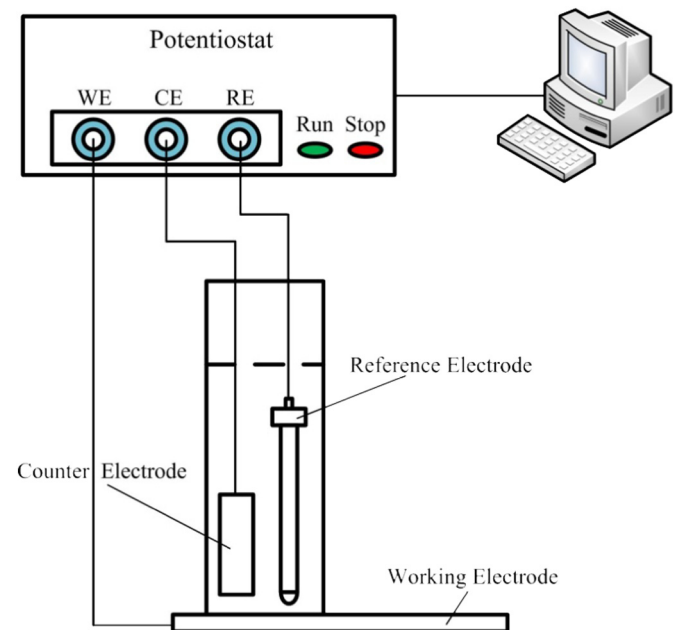 Potentiostat
WE CE RE
Run Stop
Reference Electrode
Counter Electrode
Working Electrode